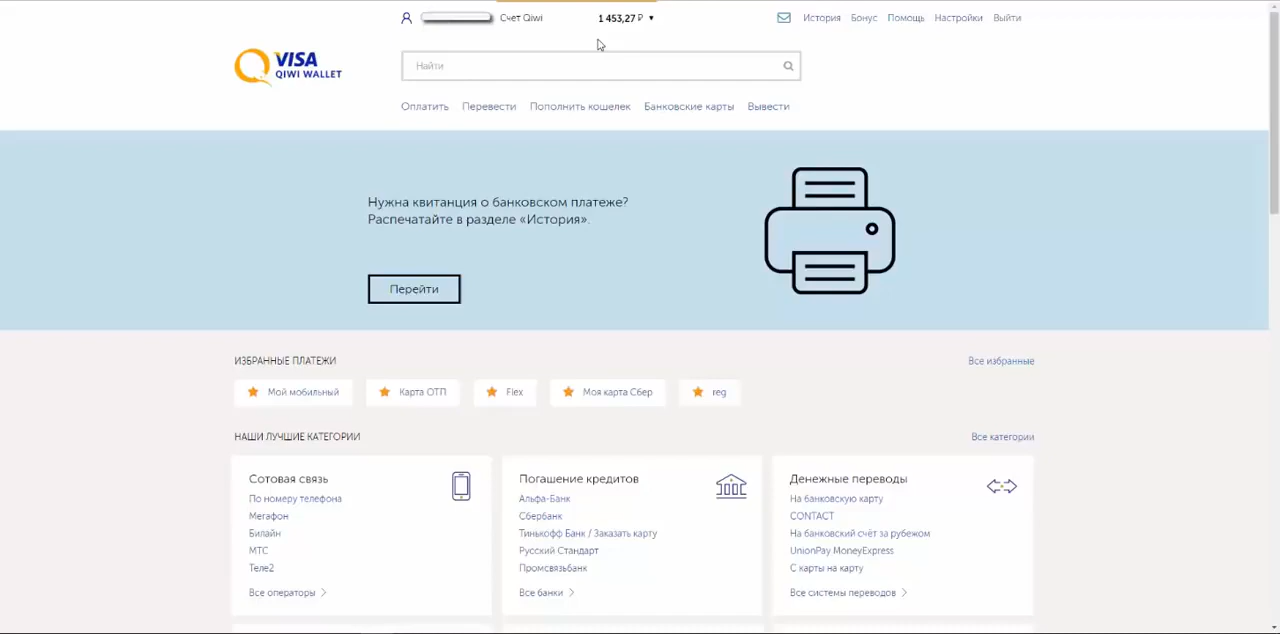 Счет Qiwi 1 453,27 ₽ История Бонус Помощь Настройки Выйти
VISA
QIWI WALLET
Найти
Оплатить Перевести Пополнить кошелек Банковские карты Вывести
Нужна квитанция о банковском платеже?
Распечатайте в разделе «История».
Перейти
ИЗБРАННЫЕ ПЛАТЕЖИ Все избранные
Мой мобильный Карта ОТП Flex Моя карта Сбер reg
НАШИ ЛУЧШИЕ КАТЕГОРИИ Все категории
Сотовая связь
По номеру телефона
Мегафон
Билайн
МТС
Теле2
Все операторы
Погашение кредитов
Альфа-Банк
Сбербанк
Тинькофф Банк / Заказать карту
Русский Стандарт
Промсвязьбанк
Все банки
Денежные переводы
На банковскую карту
CONTACT
На банковский счёт за рубежом
UnionPay MoneyExpress
С карты на карту
Все системы переводов